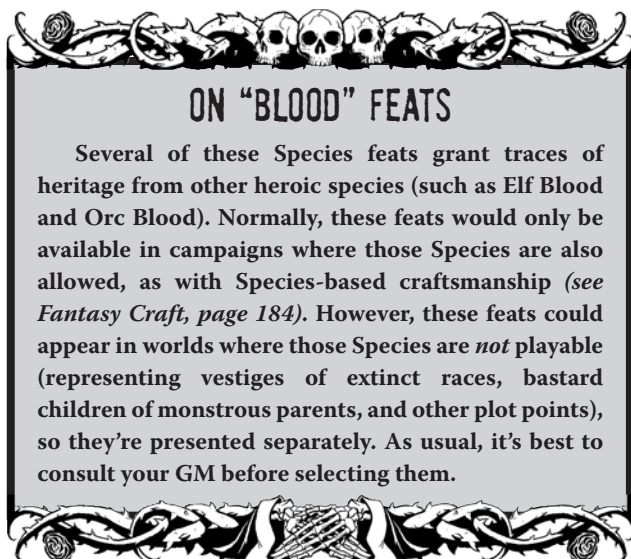 ON “BLOOD” FEATS
Several of these Species feats grant traces of
heritage from other heroic species (such as Elf Blood
and Orc Blood). Normally, these feats would only be
available in campaigns where those Species are also
allowed, as with Species-based craftsmanship (see
Fantasy Craft, page 184). However, these feats could
appear in worlds where those Species are not playable
(representing vestiges of extinct races, bastard
children of monstrous parents, and other plot points),
so they’re presented separately. As usual, it’s best to
consult your GM before selecting them.